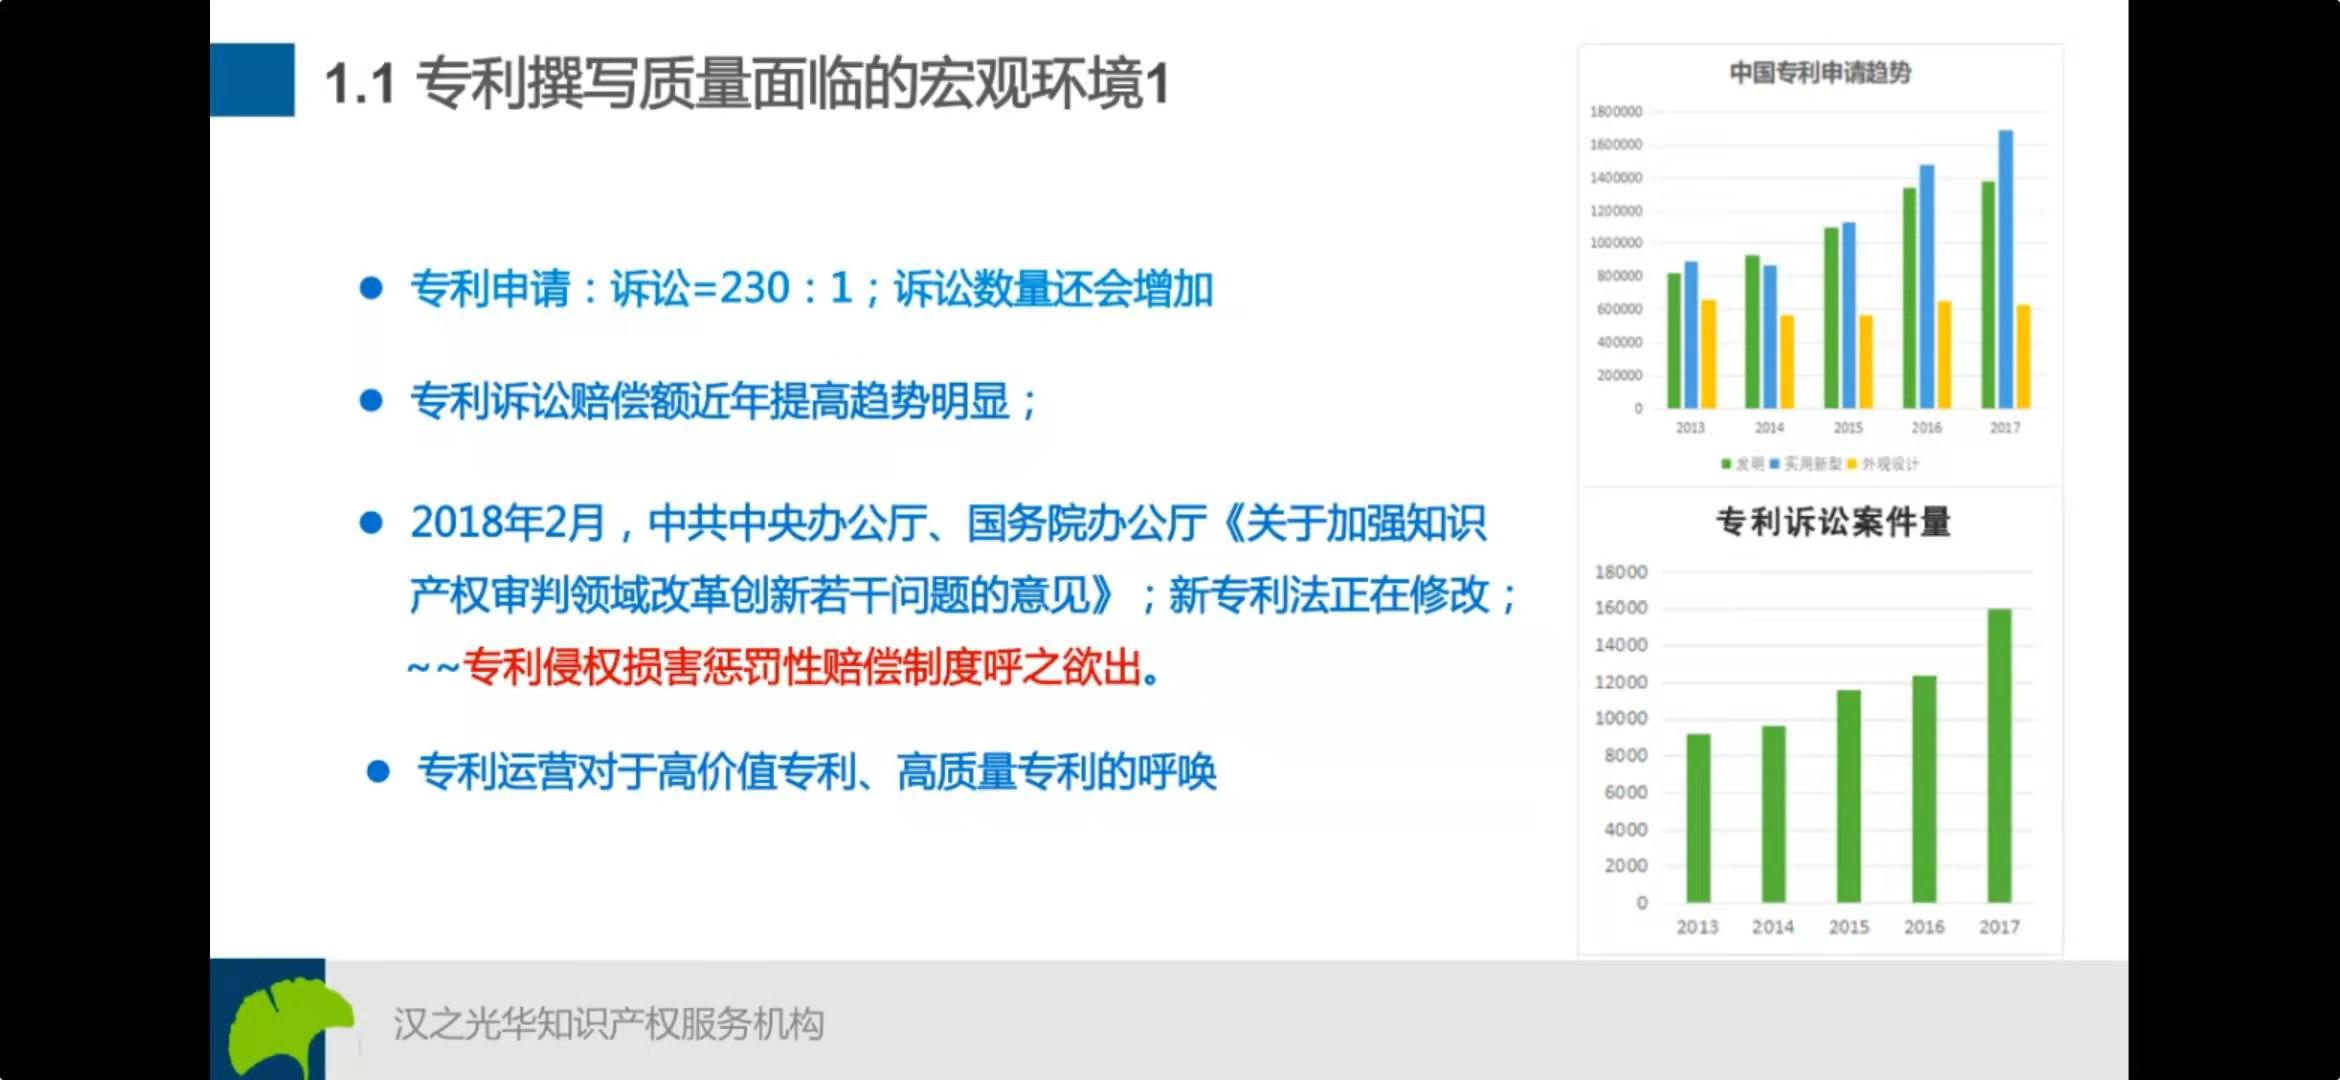 1.1 专利撰写质量面临的宏观环境1
专利申请：诉讼=230：1；诉讼数量还会增加
专利诉讼赔偿额近年提高趋势明显；
2018年2月，中共中央办公厅、国务院办公厅《关于加强知识
产权审判领域改革创新若干问题的意见》；新专利法正在修改；
~~专利侵权损害惩罚性赔偿制度呼之欲出。
专利运营对于高价值专利、高质量专利的呼唤
中国专利申请趋势
1800000
1600000
1400000
1200000
1000000
800000
600000
400000
200000
0
2013 2014 2015 2016 2017
发明 实用新型 外观设计
专利诉讼案件量
18000
16000
14000
12000
10000
8000
6000
4000
2000
0
2013 2014 2015 2016 2017
汉之光华知识产权服务机构